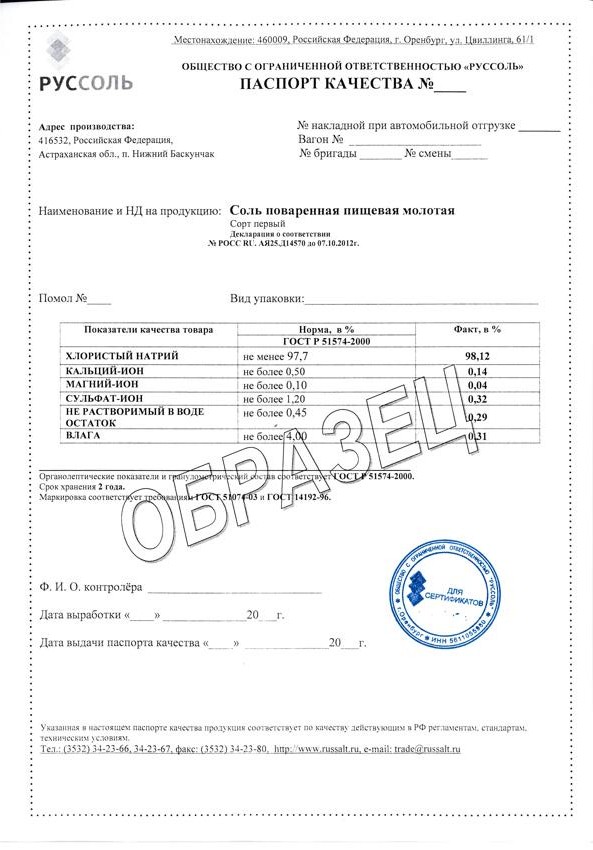 Местонахождение: 460009, Российская Федерация, г. Оренбург, ул. Цвиллинга, 61/1
РУССОЛЬ
ОБЩЕСТВО С ОГРАНИЧЕННОЙ ОТВЕТСТВЕННОСТЬЮ «РУССОЛЬ»
ПАСПОРТ КАЧЕСТВА №____
Адрес производства:
416532, Российская Федерация,
Астраханская обл., п. Нижний Баскунчак
№ накладной при автомобильной отгрузке _______
Вагон № ____________________
№ бригады _______ № смены______
Наименование и НД на продукцию: Соль поваренная пищевая молотая
Сорт первый
Декларация о соответствии
№ РОСС RU. АЯ25.Д14570 до 07.10.2012г.
Помол №____ Вид упаковки:______________________________
Показатели качества товара Норма, в % Факт, в %
ГОСТ Р 51574-2000
ХЛОРИСТЫЙ НАТРИЙ не менее 97,7 98,12
КАЛЬЦИЙ-ИОН не более 0,50 0,14
МАГНИЙ-ИОН не более 0,10 0,04
СУЛЬФАТ-ИОН не более 1,20 0,32
НЕ РАСТВОРИМЫЙ В ВОДЕ ОСТАТОК не более 0,45 0,29
ВЛАГА не более 4,00 0,31
ОБРАЗЕЦ
Органолептические показатели и гранулометрический состав соответствует ГОСТ Р 51574-2000.
Срок хранения 2 года.
Маркировка соответствует требованиям ГОСТ 51074-03 и ГОСТ 14192-96.
Ф. И. О. контролёра ______________________
Дата выработки «____» ____________20___г.
Дата выдачи паспорта качества «____» _______________20___г.
ОБЩЕСТВО С ОГРАНИЧЕННОЙ ОТВЕТСТВЕННОСТЬЮ "РУССОЛЬ"
ДЛЯ
СЕРТИФИКАТОВ
г.Оренбург * ИНН
Указанная в настоящем паспорте качества продукция соответствует по качеству действующим в РФ регламентам, стандартам,
техническим условиям.
Тел.: (3532) 34-23-66, 34-23-67, факс: (3532) 34-23-80, http://www.russalt.ru, e-mail: trade@russalt.ru